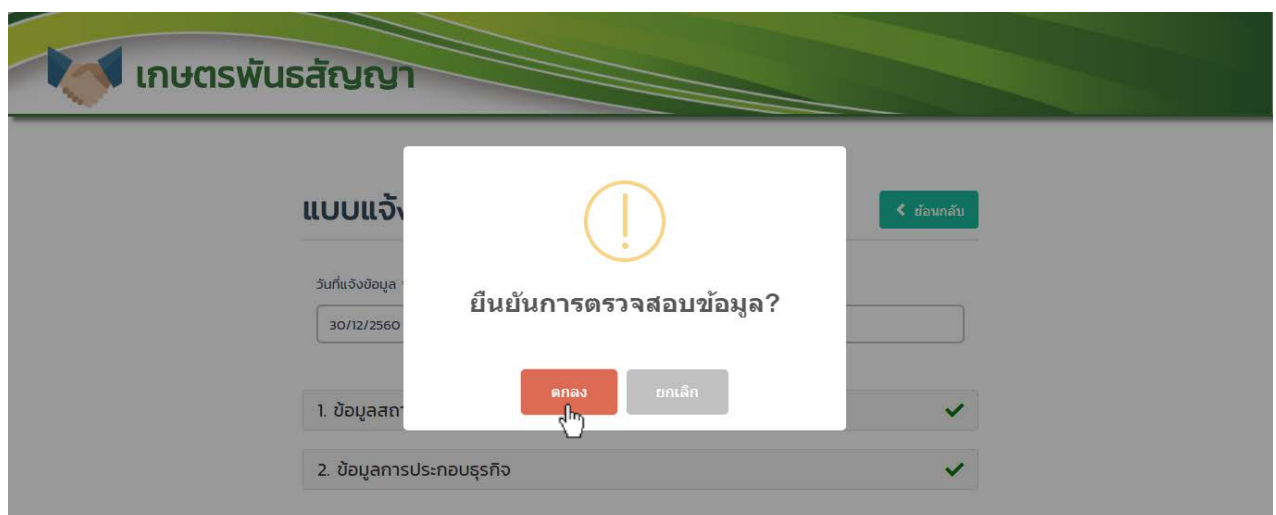 เกษตรพันธสัญญา
แบบแจ้ง
ย้อนกลับ
วันที่แจ้งข้อมูล
30/12/2560
ยืนยันการตรวจสอบข้อมูล?
ตกลง
ยกเลิก
1. ข้อมูลสถา
2. ข้อมูลการประกอบธุรกิจ